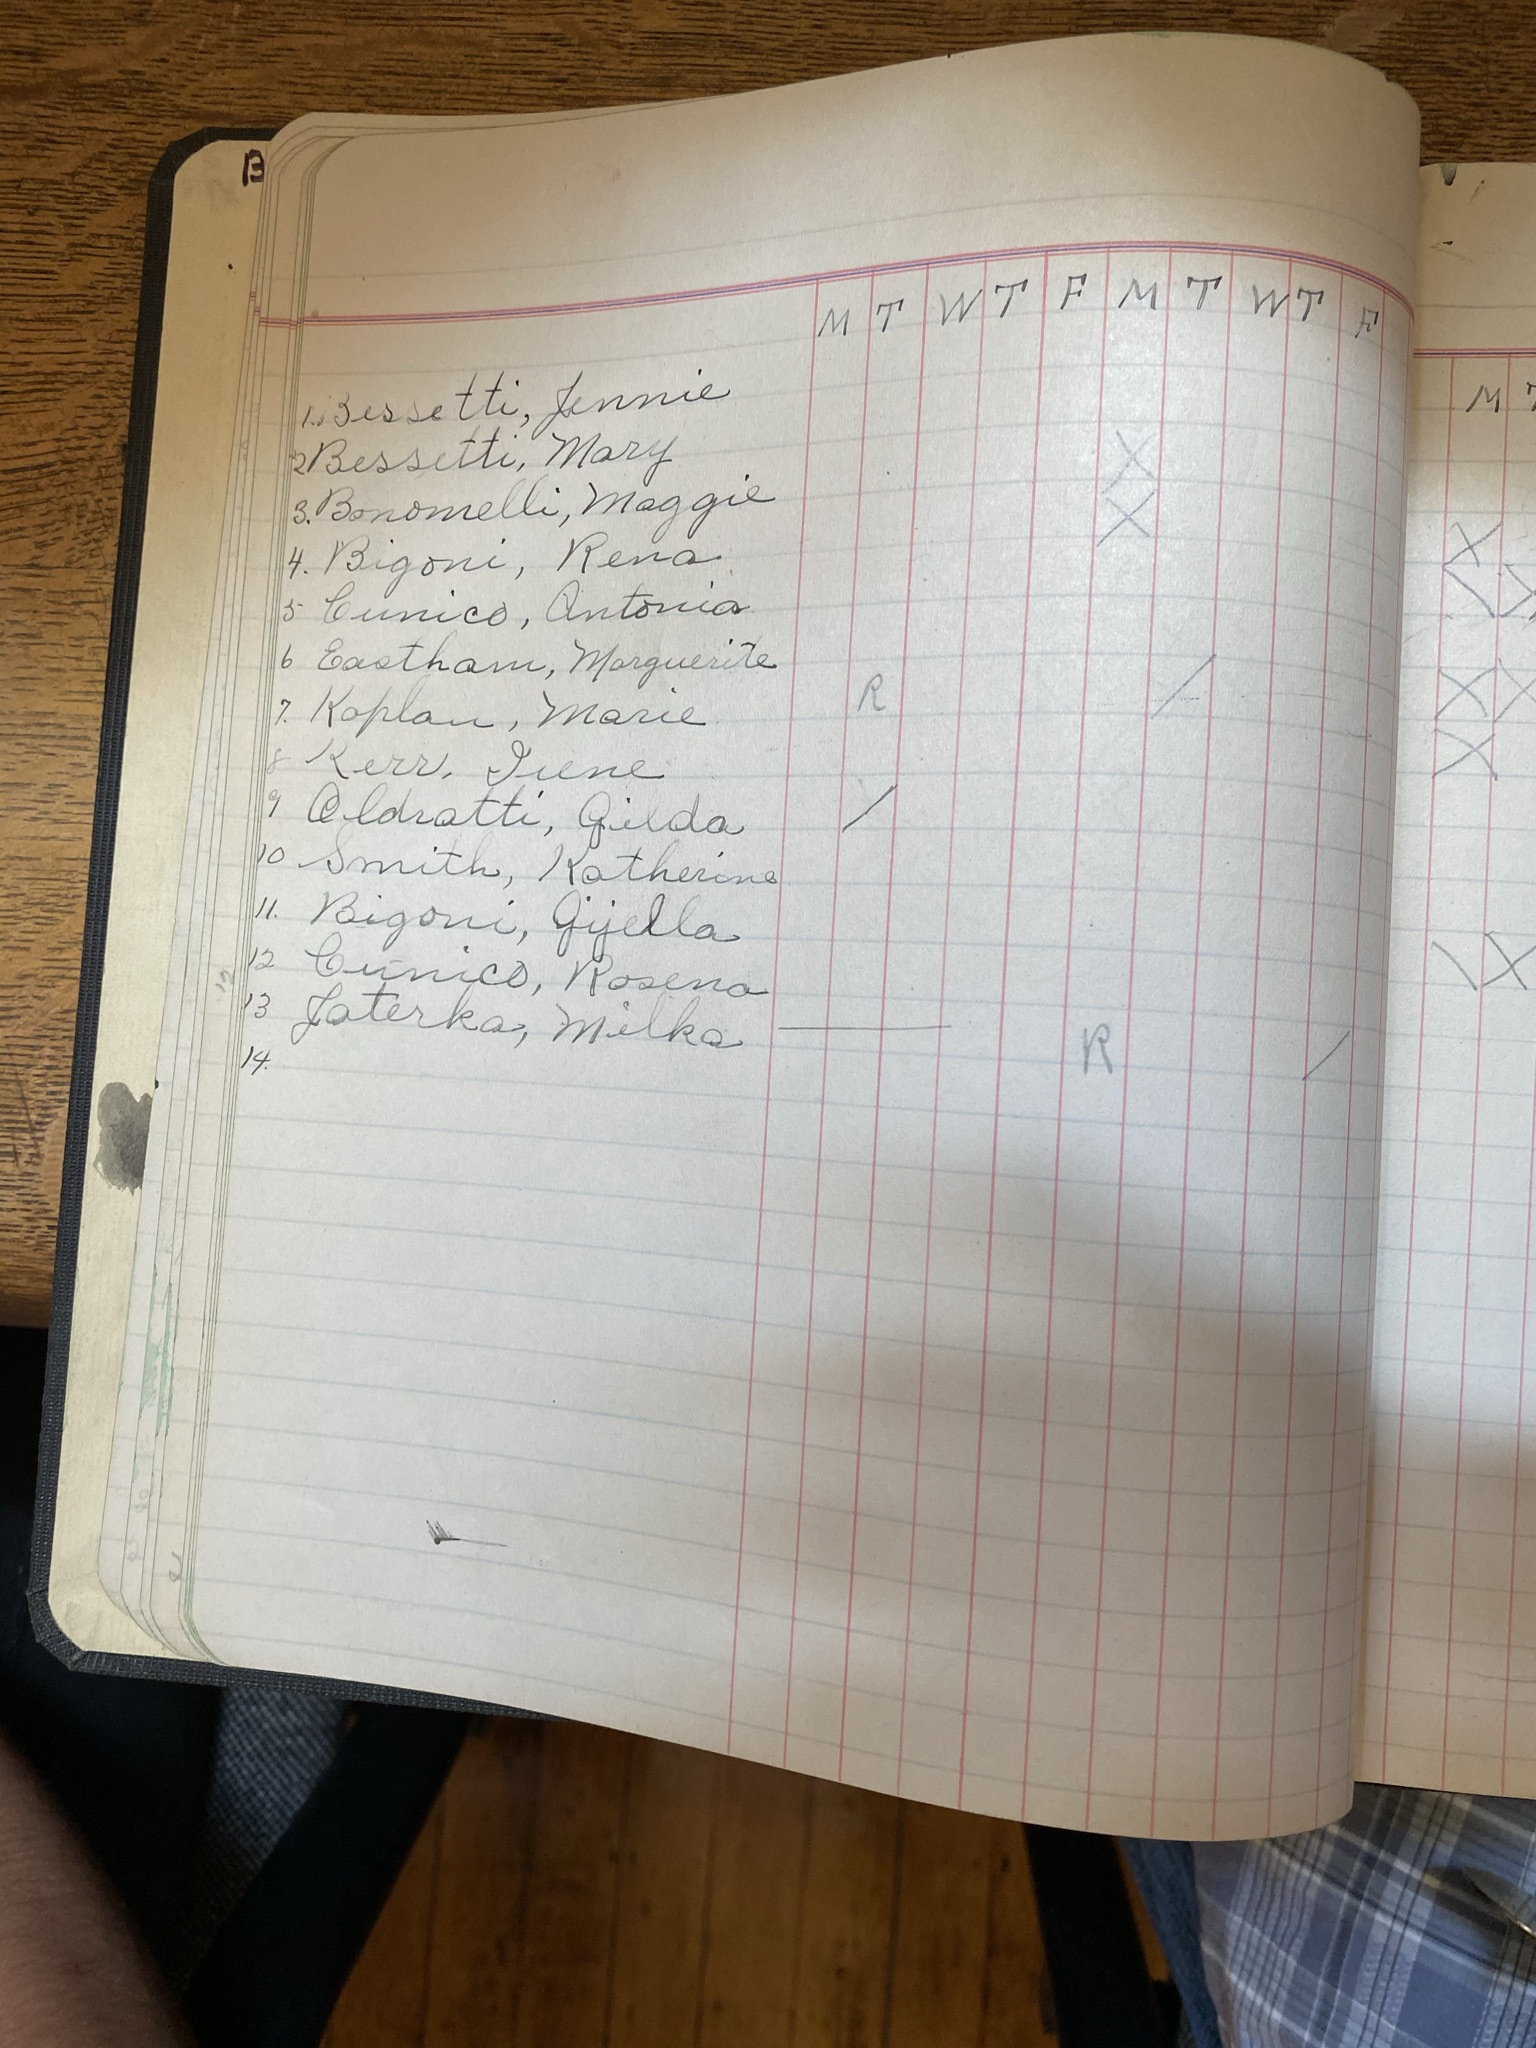 B
M T W T F M T W T F
M T
1. Bessetti, Jennie
2 Bessetti, Mary
X
3. Bonomelli, Maggie
X
4. Bigoni, Rena
X
5 Cunico, Antonia
X X
6 Eastham, Marguerite
7. Kaplan, Marie R /
X X
8 Kerr, Irene
X
9 Aldratti, Gilda /
10 Smith, Katherine
11. Bigoni, Gijella
12 Cunico, Rosena
\ X
13 Jaterka, Milka R /
14.